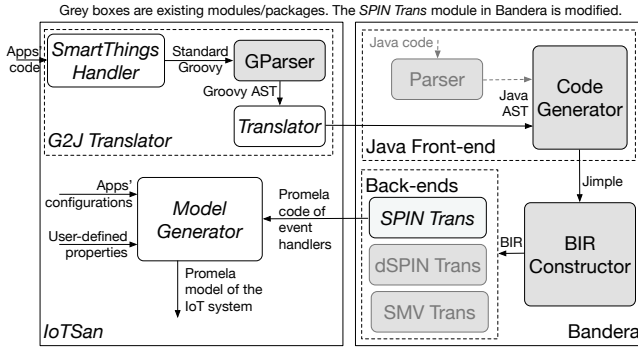 Grey boxes are existing modules/packages. The SPIN Trans module in Bandera is modified.
Apps
code
SmartThings
Handler
Standard
Groovy
GParser
Groovy AST
Translator
G2J Translator
Java code
Parser
Java
AST
Code
Generator
Java Front-end
Jimple
Apps'
configurations
User-defined
properties
Model
Generator
Promela
code of
event
handlers
Promela
model of the
IoT system
IoTSan
Back-ends
SPIN Trans
dSPIN Trans
SMV Trans
BIR
BIR
Constructor
Bandera